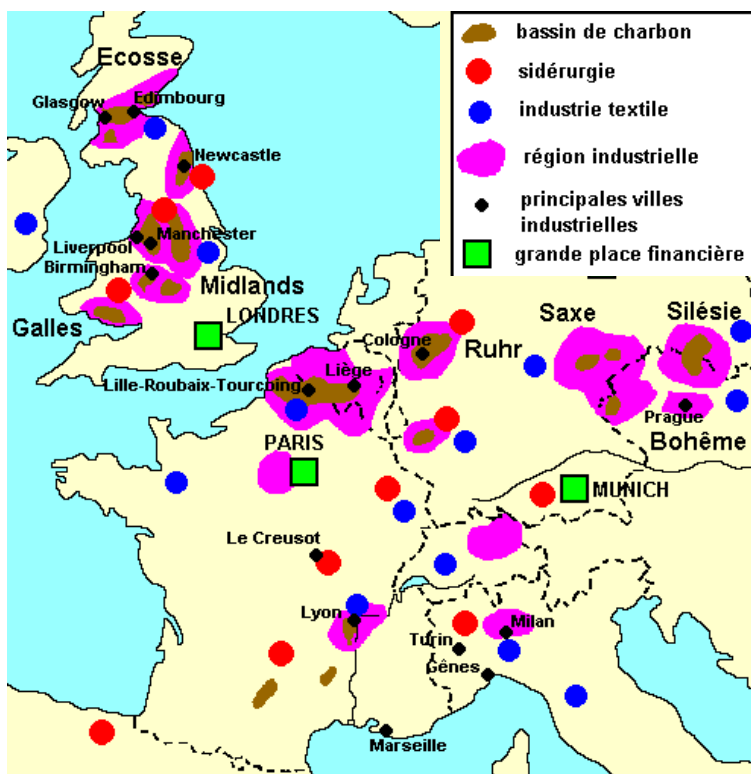 bassin de charbon
sidérurgie
industrie textile
région industrielle
principales villes
industrielles
grande place financière
Ecosse
Glasgow
Edimbourg
Newcastle
Manchester
Liverpool
Birmingham
Midlands
Galles
LONDRES
Saxe
Silésie
Cologne
Ruhr
Liège
Lille-Roubaix-Tourcoing
Prague
Bohême
PARIS
MUNICH
Le Creusot
Lyon
Milan
Turin
Gênes
Marseille